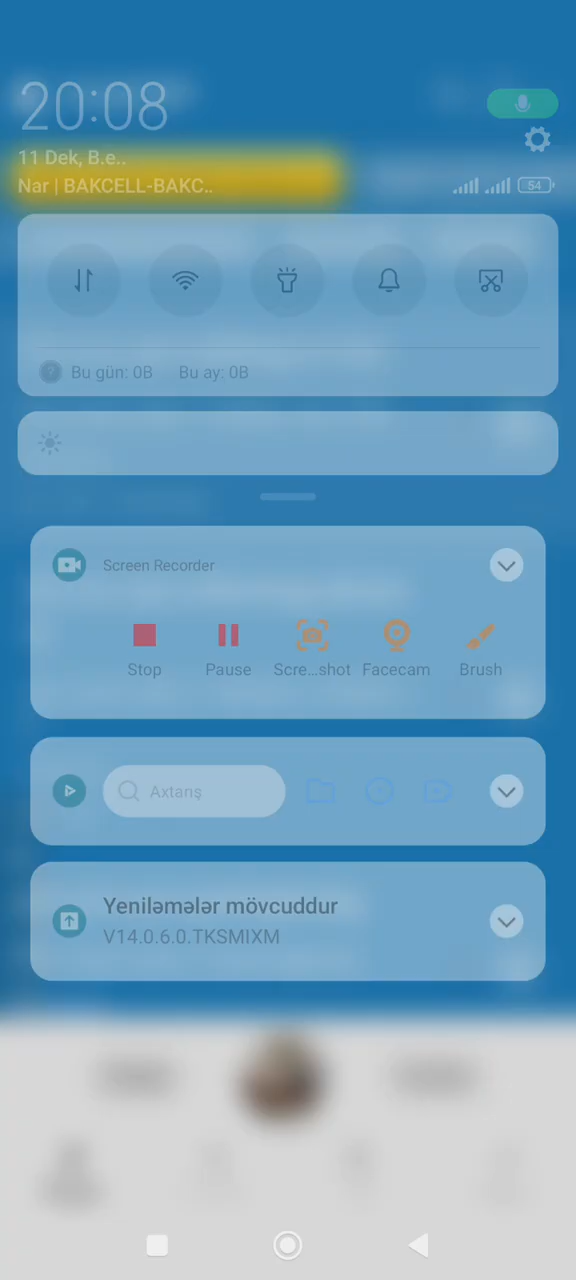 20:08
11 Dek, B.e..
Nar | BAKCELL-BAKC..
54
Bu gün: 0B Bu ay: 0B
Screen Recorder
Stop Pause Scre...shot Facecam Brush
Axtarış
Yeniləmələr mövcuddur
V14.0.6.0.TKSMIXM